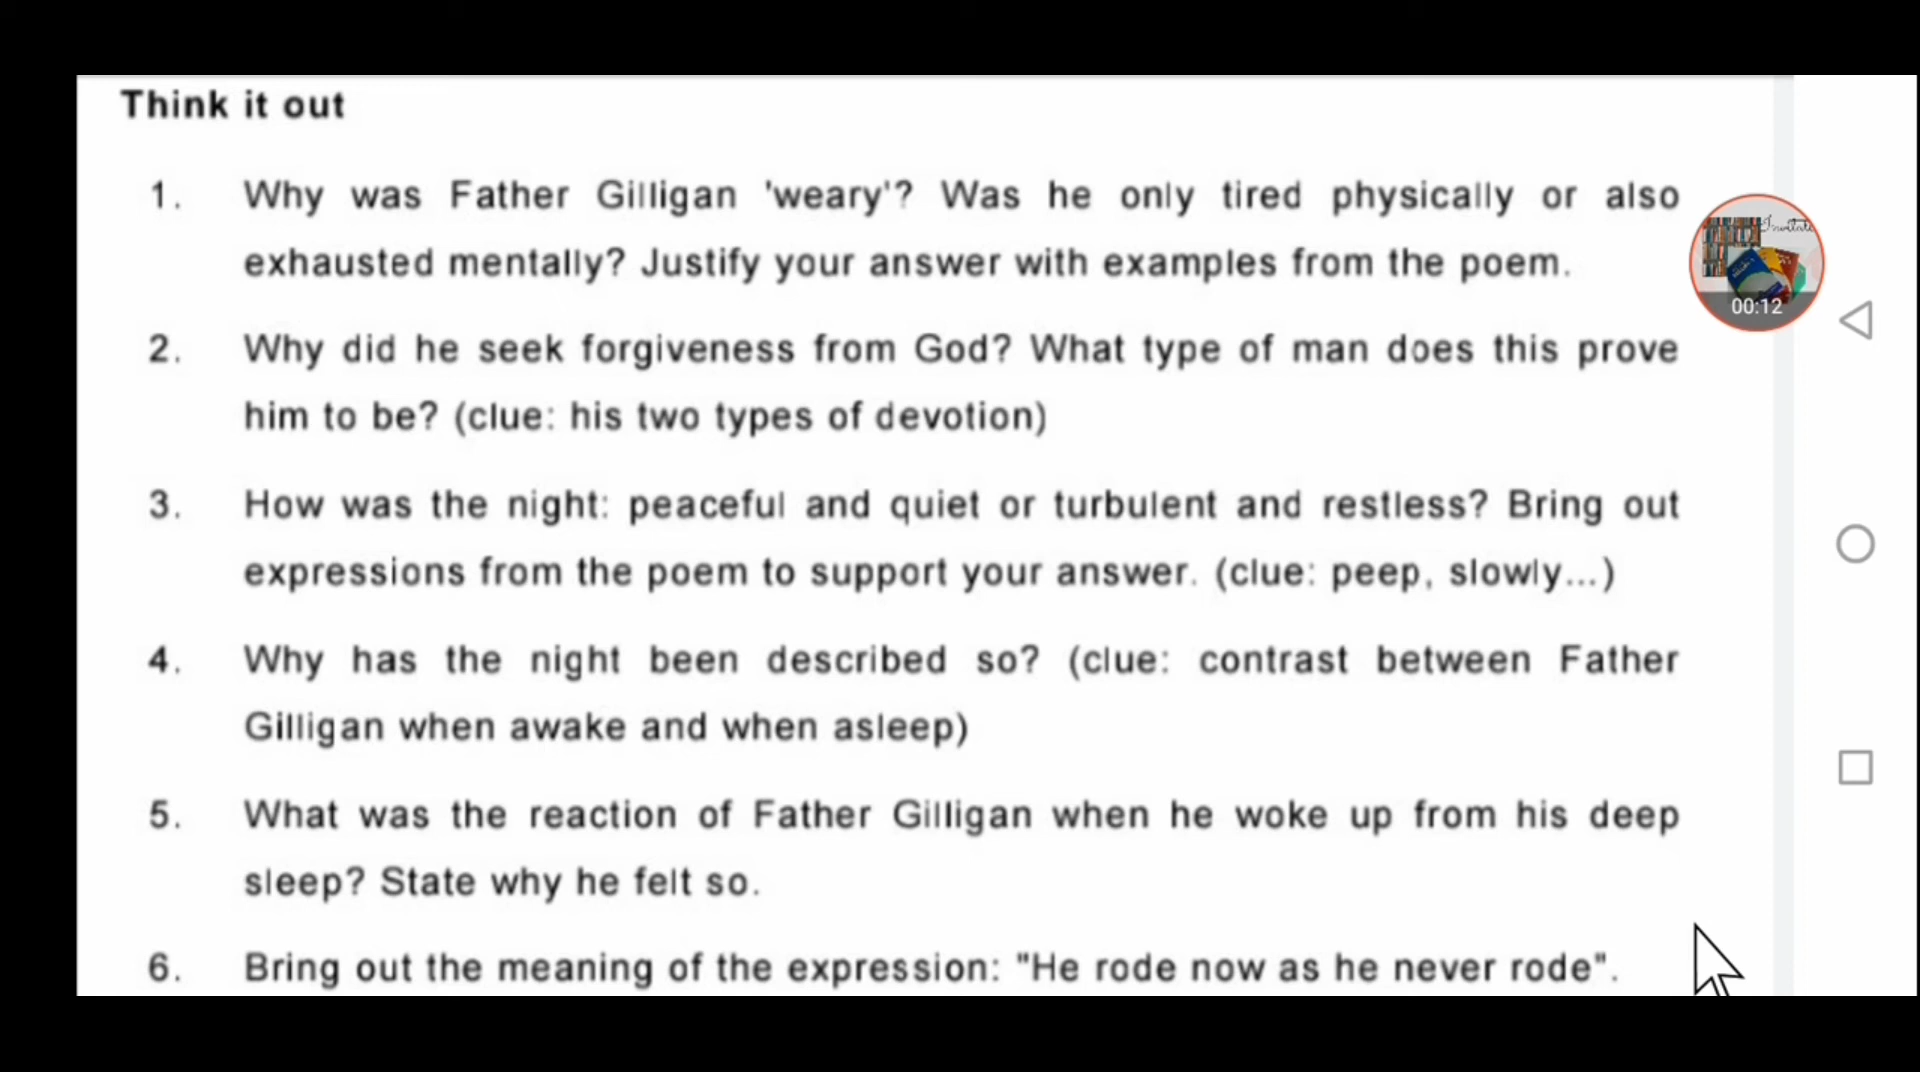 Think it out
1. Why was Father Gilligan 'weary'? Was he only tired physically or also
exhausted mentally? Justify your answer with examples from the poem.
2. Why did he seek forgiveness from God? What type of man does this prove
him to be? (clue: his two types of devotion)
3. How was the night: peaceful and quiet or turbulent and restless? Bring out
expressions from the poem to support your answer. (clue: peep, slowly...)
4. Why has the night been described so? (clue: contrast between Father
Gilligan when awake and when asleep)
5. What was the reaction of Father Gilligan when he woke up from his deep
sleep? State why he felt so.
6. Bring out the meaning of the expression: "He rode now as he never rode".
00:12